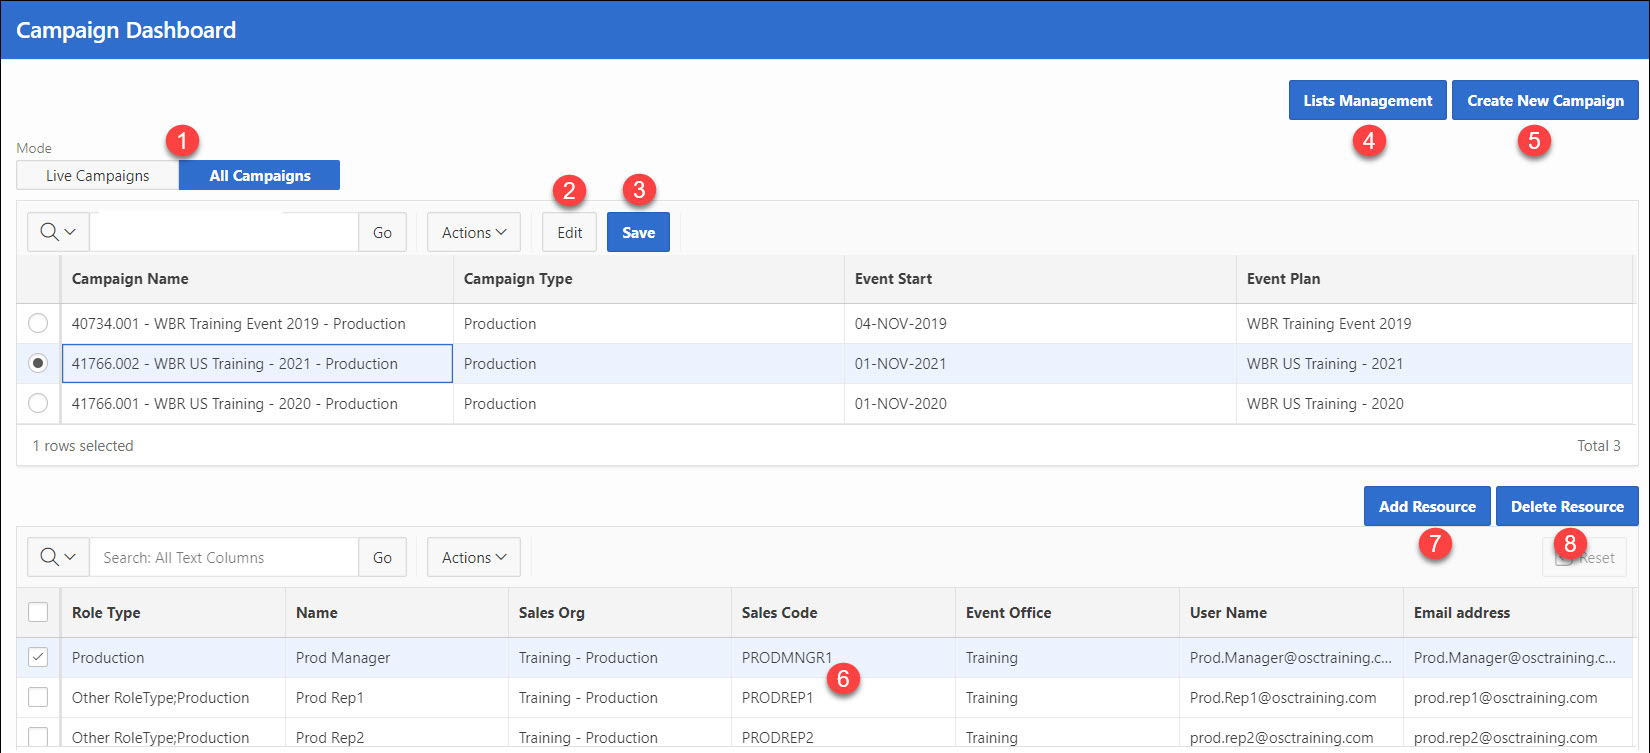 Campaign Dashboard
Lists Management Create New Campaign
1 4 5
Mode
Live Campaigns All Campaigns
2 3
Go Actions Edit Save
Campaign Name Campaign Type Event Start Event Plan
40734.001 - WBR Training Event 2019 - Production Production 04-NOV-2019 WBR Training Event 2019
41766.002 - WBR US Training - 2021 - Production Production 01-NOV-2021 WBR US Training - 2021
41766.001 - WBR US Training - 2020 - Production Production 01-NOV-2020 WBR US Training - 2020
1 rows selected Total 3
Add Resource Delete Resource
7 8
Search: All Text Columns Go Actions Reset
Role Type Name Sales Org Sales Code Event Office User Name Email address
Production Prod Manager Training - Production PRODMNGR1 Training Prod.Manager@osctraining.c... Prod.Manager@osctraining.c...
6
Other RoleType;Production Prod Rep1 Training - Production PRODREP1 Training Prod.Rep1@osctraining.com prod.rep1@osctraining.com
Other RoleType;Production Prod Rep2 Training - Production PRODREP2 Training prod.rep2@osctraining.com prod.rep2@osctraining.com